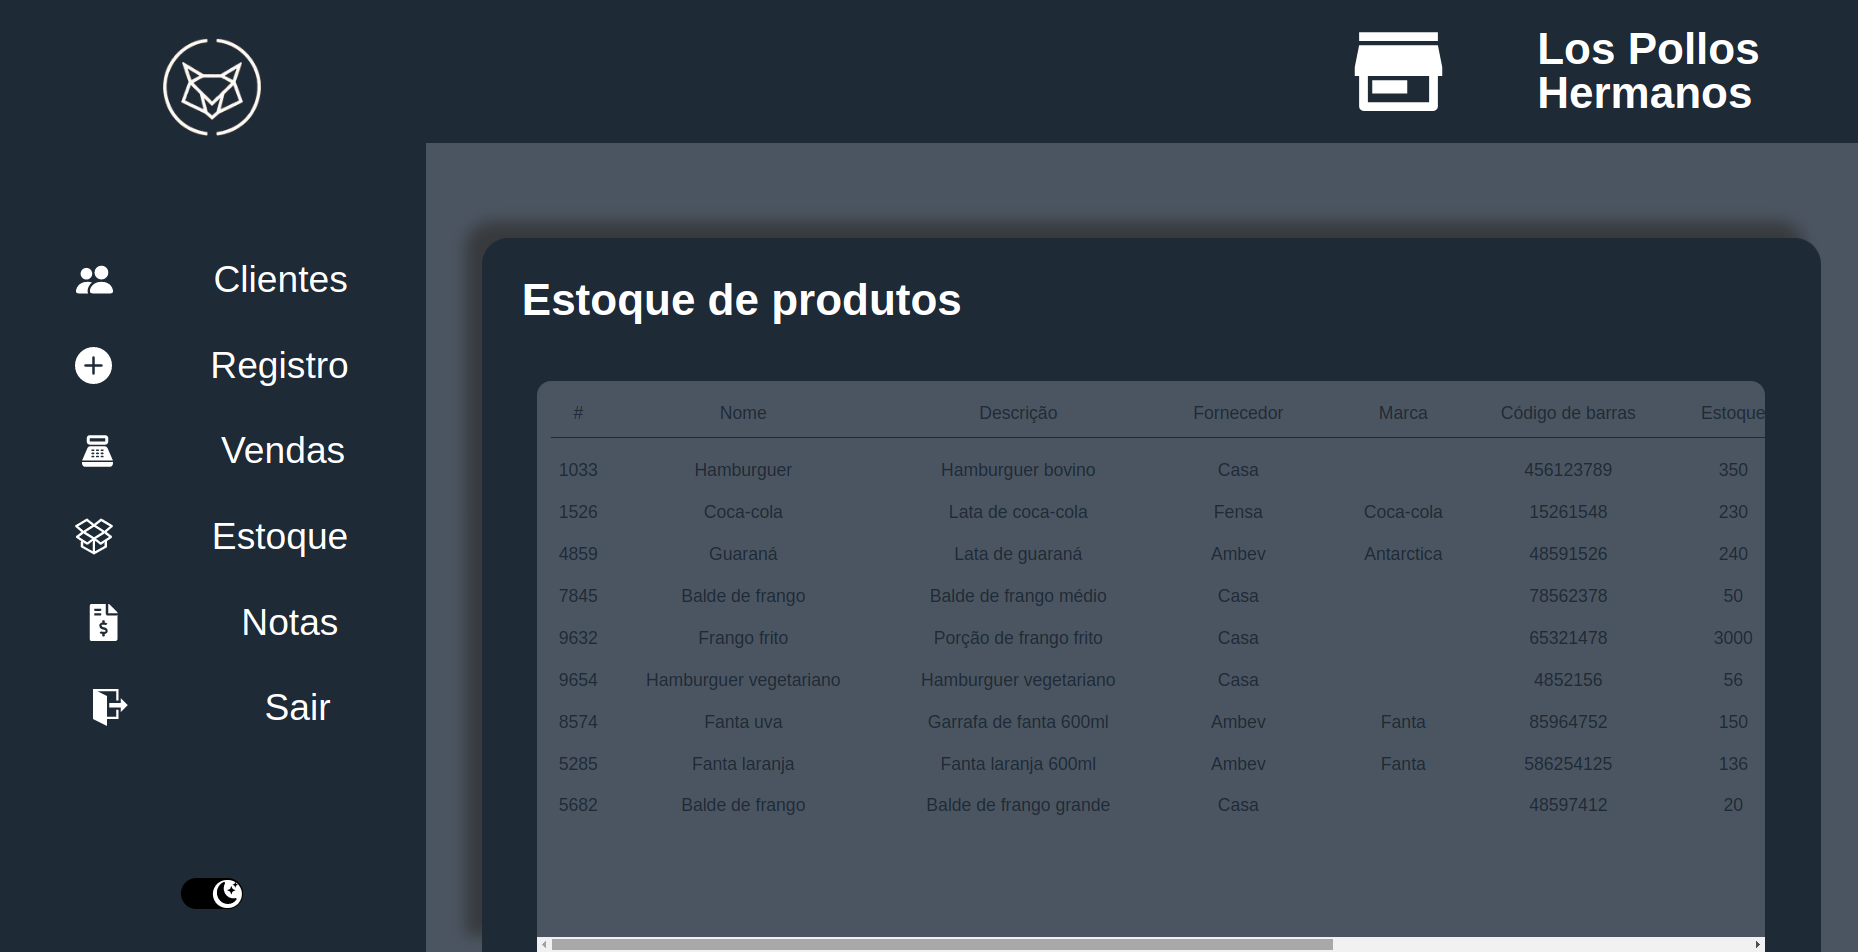 Los Pollos
Hermanos
Clientes
Registro
Vendas
Estoque
Notas
Sair
Estoque de produtos
# Nome Descrição Fornecedor Marca Código de barras Estoque
1033 Hamburguer Hamburguer bovino Casa 456123789 350
1526 Coca-cola Lata de coca-cola Fensa Coca-cola 15261548 230
4859 Guaraná Lata de guaraná Ambev Antarctica 48591526 240
7845 Balde de frango Balde de frango médio Casa 78562378 50
9632 Frango frito Porção de frango frito Casa 65321478 3000
9654 Hamburguer vegetariano Hamburguer vegetariano Casa 4852156 56
8574 Fanta uva Garrafa de fanta 600ml Ambev Fanta 85964752 150
5285 Fanta laranja Fanta laranja 600ml Ambev Fanta 586254125 136
5682 Balde de frango Balde de frango grande Casa 48597412 20